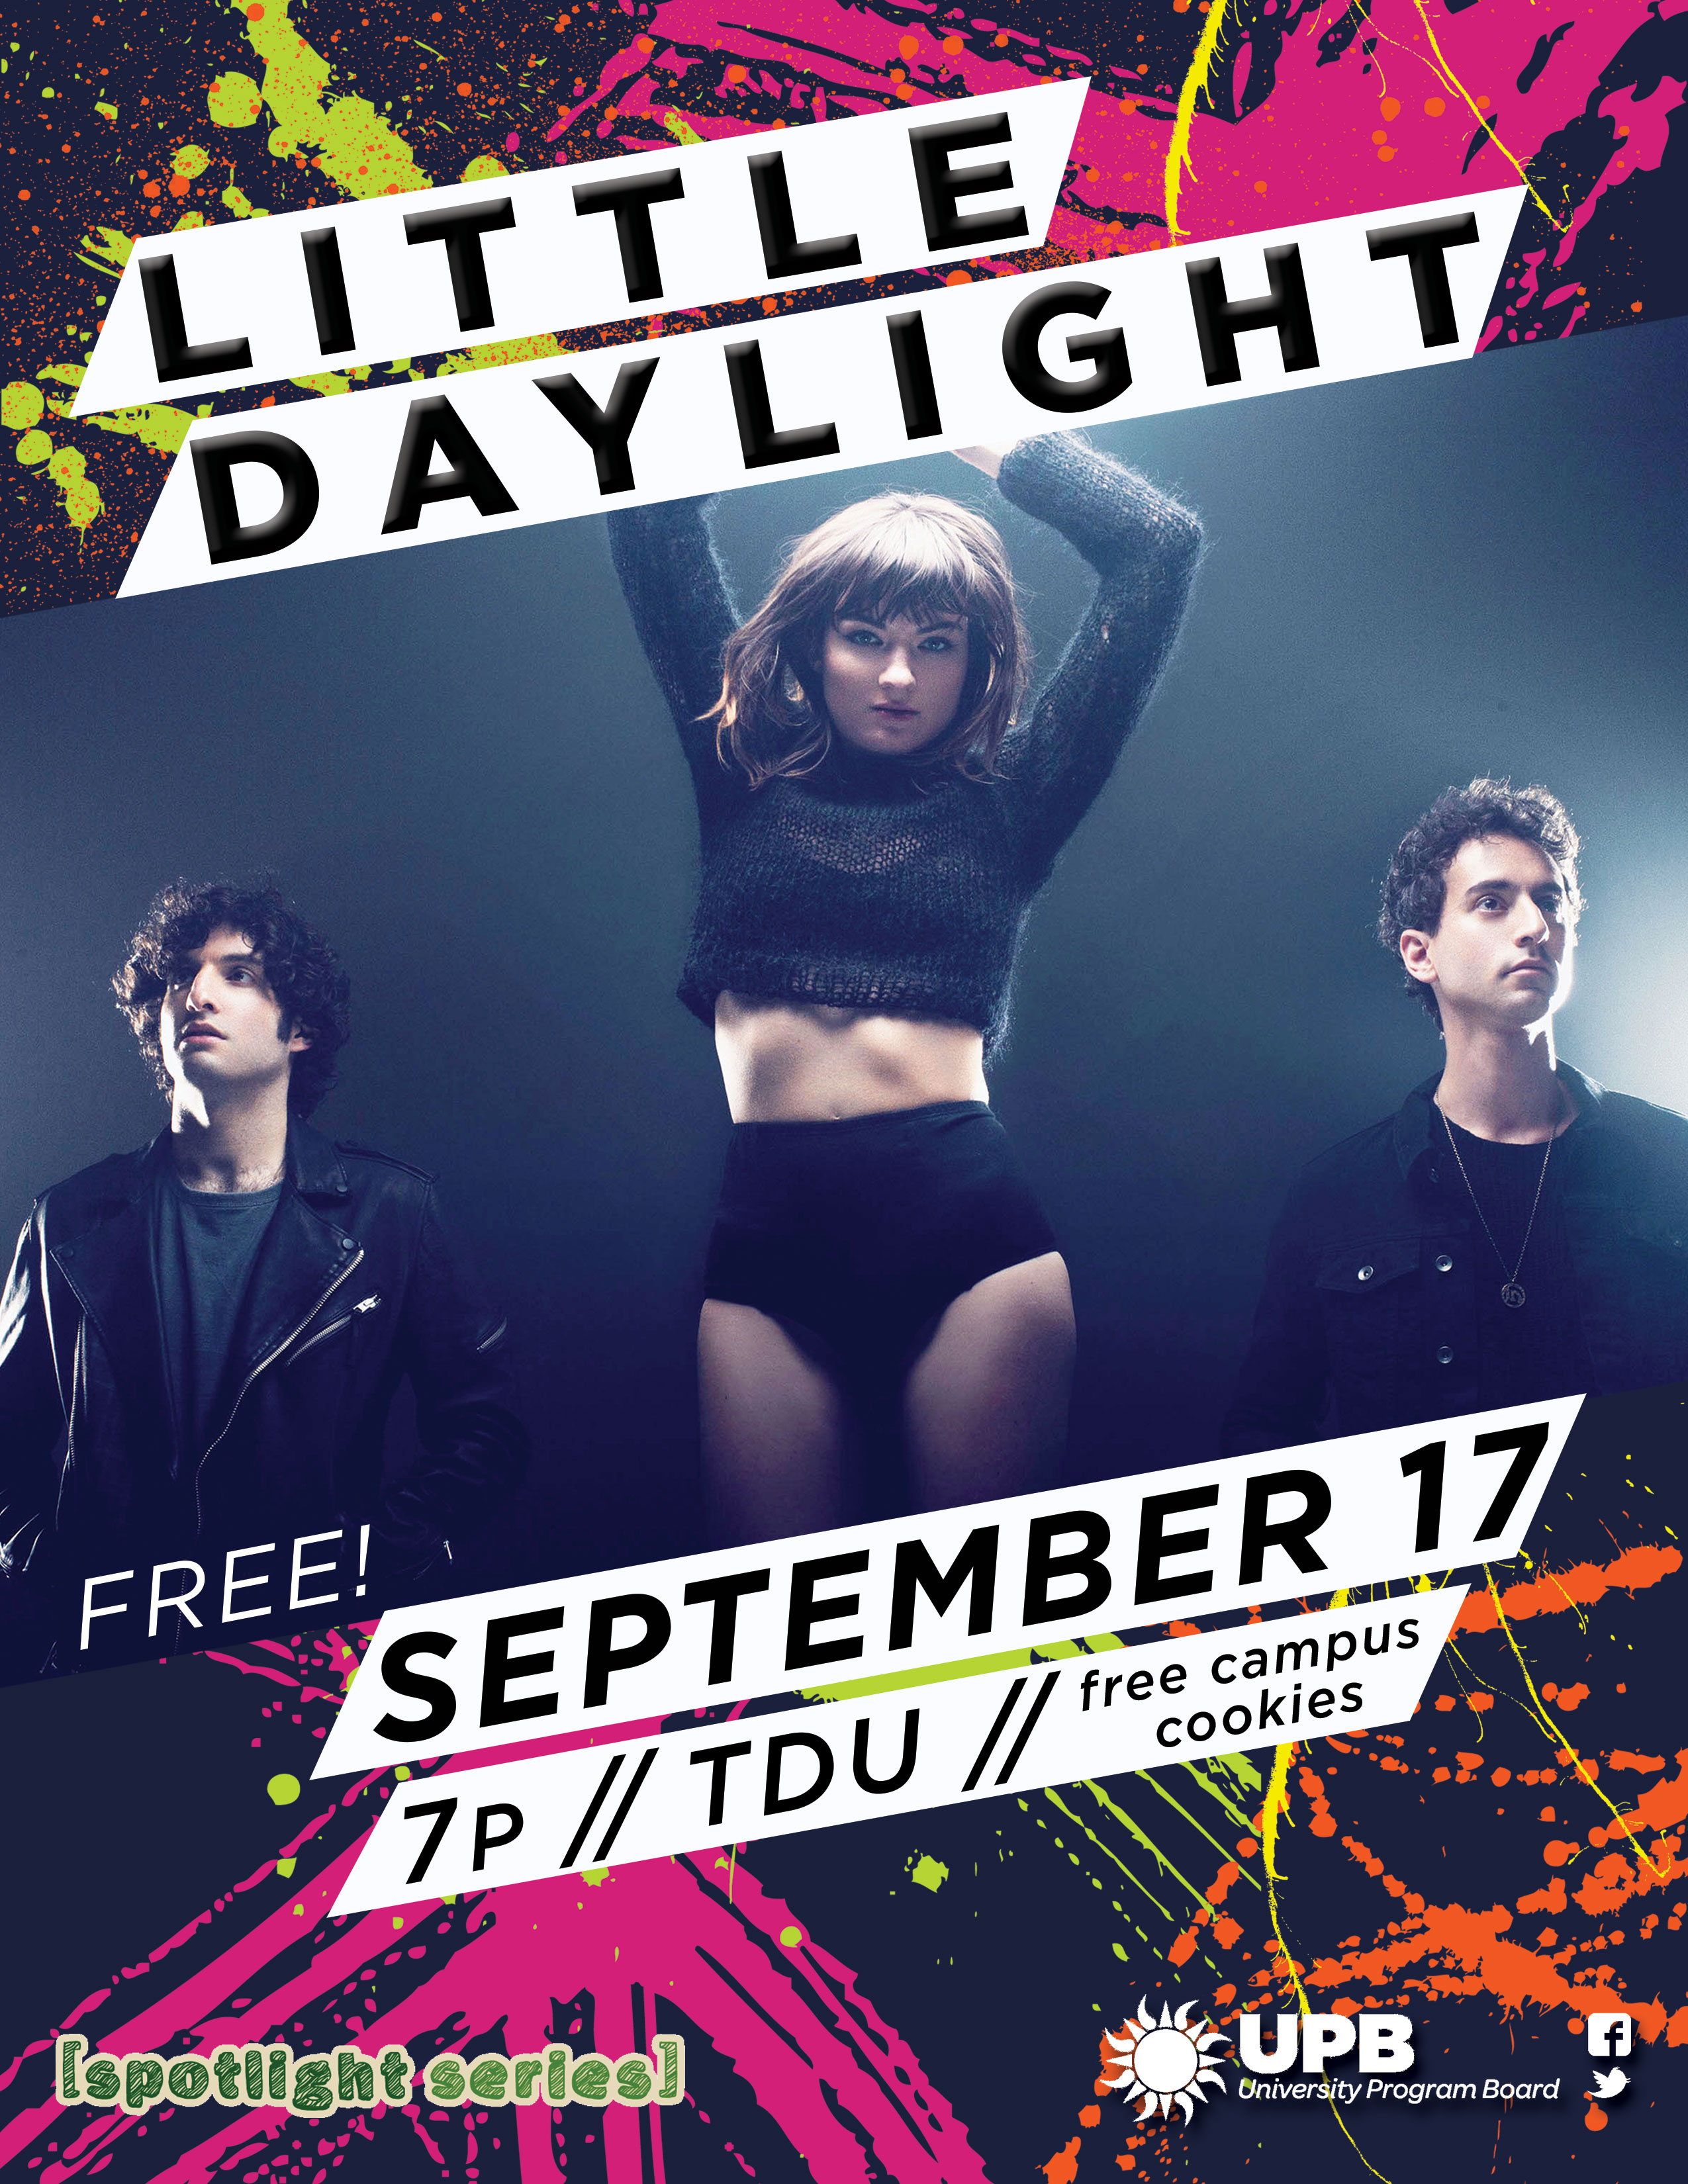 LITTLE
DAYLIGHT
FREE!
SEPTEMBER 17
7P // TDU // free campus
cookies
[spotlight series]
UPB
University Program Board
f